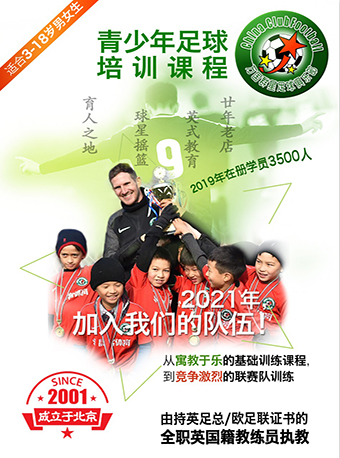 适合3-18岁男女生
青少年足球
培训课程
China Clubfootball
廿年老店
英式教育
球星摇篮
育人之地
9
2019年在册学员3500人
2021年,
加入我们的队伍!
从寓教于乐的基础训练课程,
到竞争激烈的联赛队训练
SINCE
2001
成立于北京
由持英足总/欧足联证书的
全职英国籍教练员执教